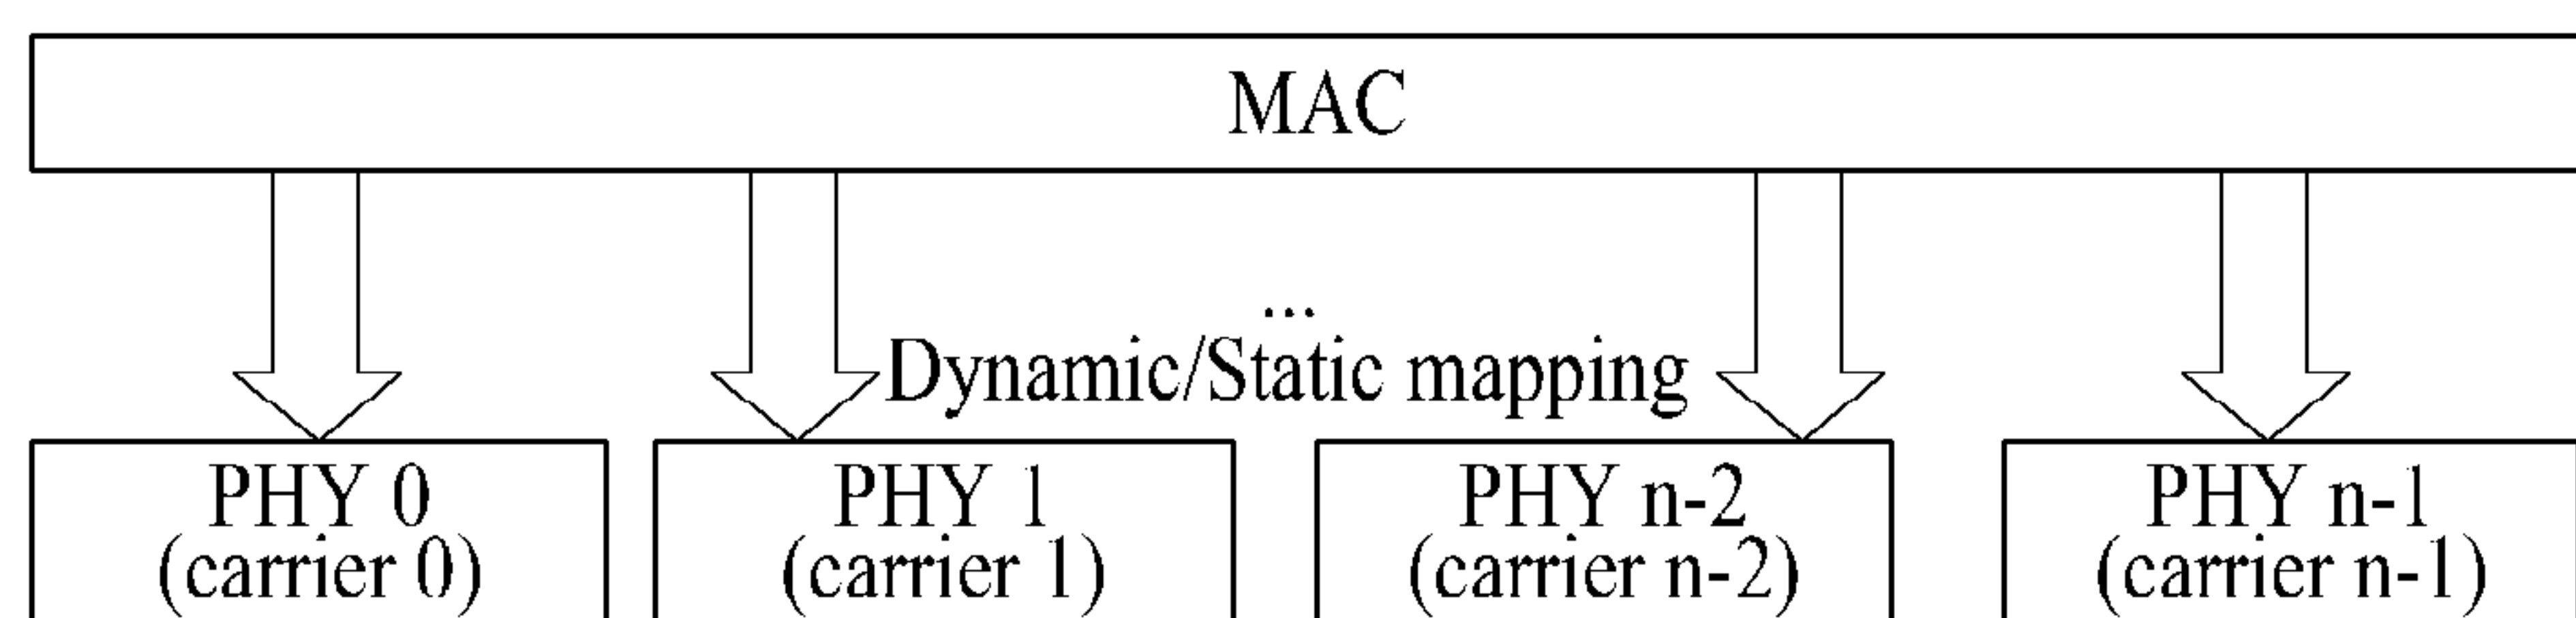 MAC
...
Dynamic/Static mapping
PHY 0
(carrier 0)
PHY 1
(carrier 1)
PHY n-2
(carrier n-2)
PHY n-1
(carrier n-1)